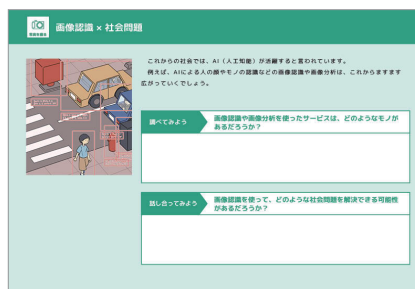 画像認識 × 社会問題
これからの社会では、AI（人工知能）が活躍すると言われています。
例えば、AIによる人の顔やモノの認識などの画像認識や画像分析は、これからますます
広がっていくでしょう。
調べてみよう
画像認識や画像分析を使ったサービスは、どのようなモノが
あるだろうか？
話し合ってみよう
画像認識を使って、どのような社会問題を解決できる可能性
があるだろうか？